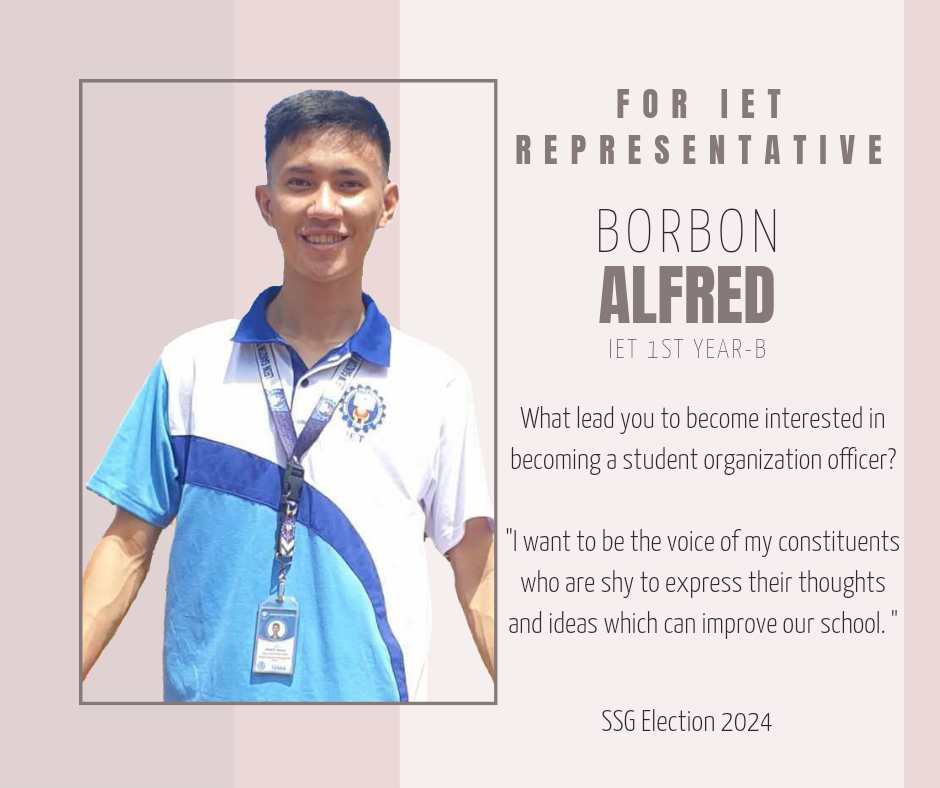 FOR IET
REPRESENTATIVE
BORBON
ALFRED
IET 1ST YEAR-B
What lead you to become interested in
becoming a student organization officer?
"I want to be the voice of my constituents
who are shy to express their thoughts
and ideas which can improve our school. "
SSG Election 2024
IET